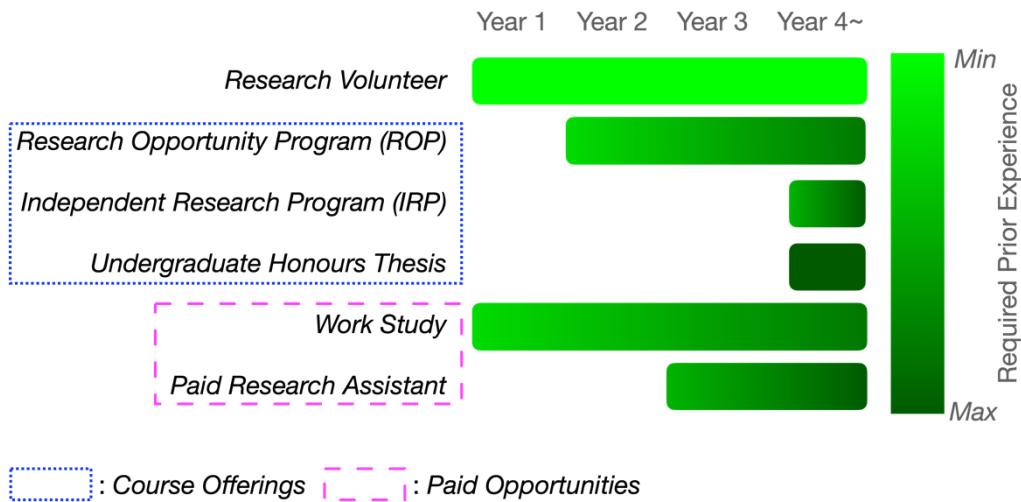 Year 1 Year 2 Year 3 Year 4~
Min
Research Volunteer
Research Opportunity Program (ROP)
Independent Research Program (IRP)
Undergraduate Honours Thesis
Work Study
Paid Research Assistant
Required Prior Experience
Max
: Course Offerings : Paid Opportunities